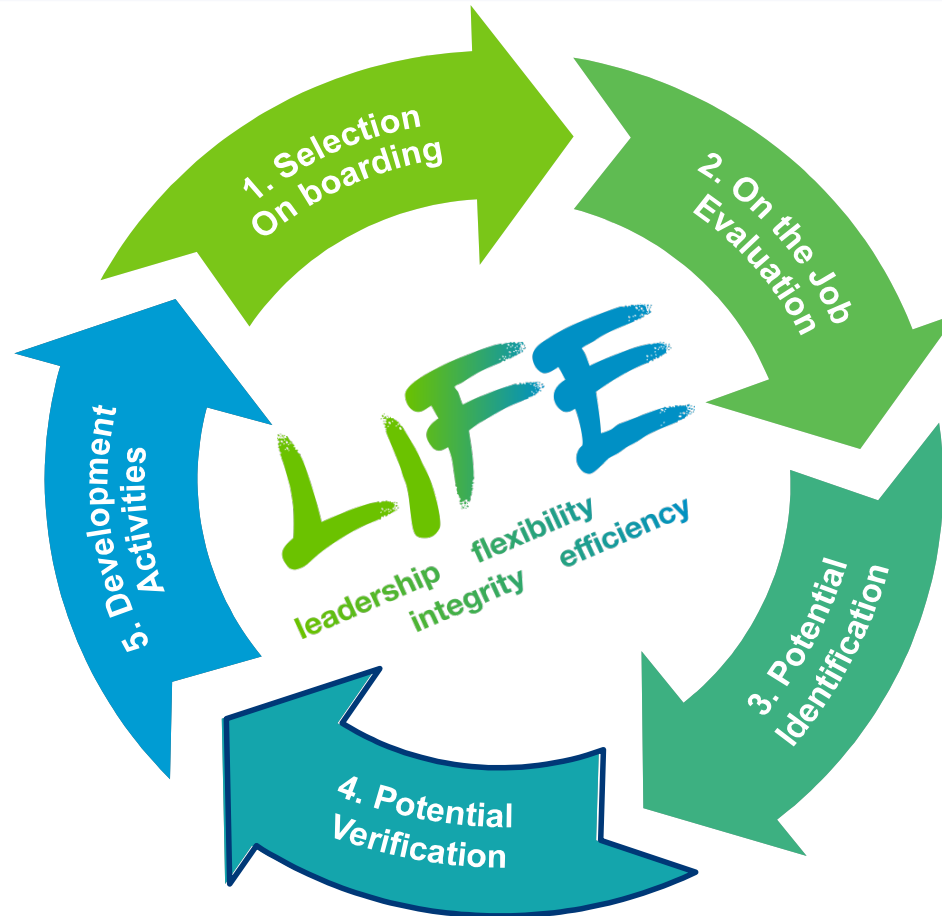 1. Selection
On boarding
2. On the Job
Evaluation
3. Potential
Identification
4. Potential
Verification
5. Development
Activities
LIFE
leadership flexibility
integrity efficiency